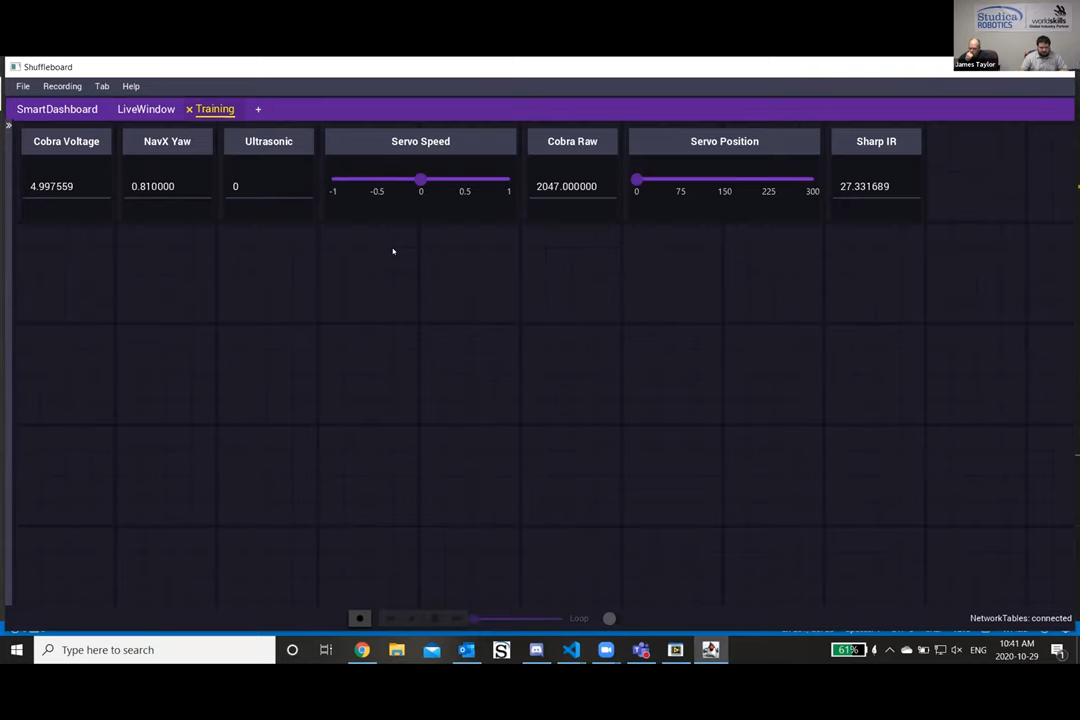 Studica
ROBOTICS
worldskills
Global Industry Partner
James Taylor
Shuffleboard
File Recording Tab Help
SmartDashboard LiveWindow × Training +
»
Cobra Voltage NavX Yaw Ultrasonic Servo Speed Cobra Raw Servo Position Sharp IR
4.997559 0.810000 0 2047.000000 27.331689
-1 -0.5 0 0.5 1 0 75 150 225 300
Loop
NetworkTables: connected
Type here to search
61% ENG 10:41 AM
2020-10-29